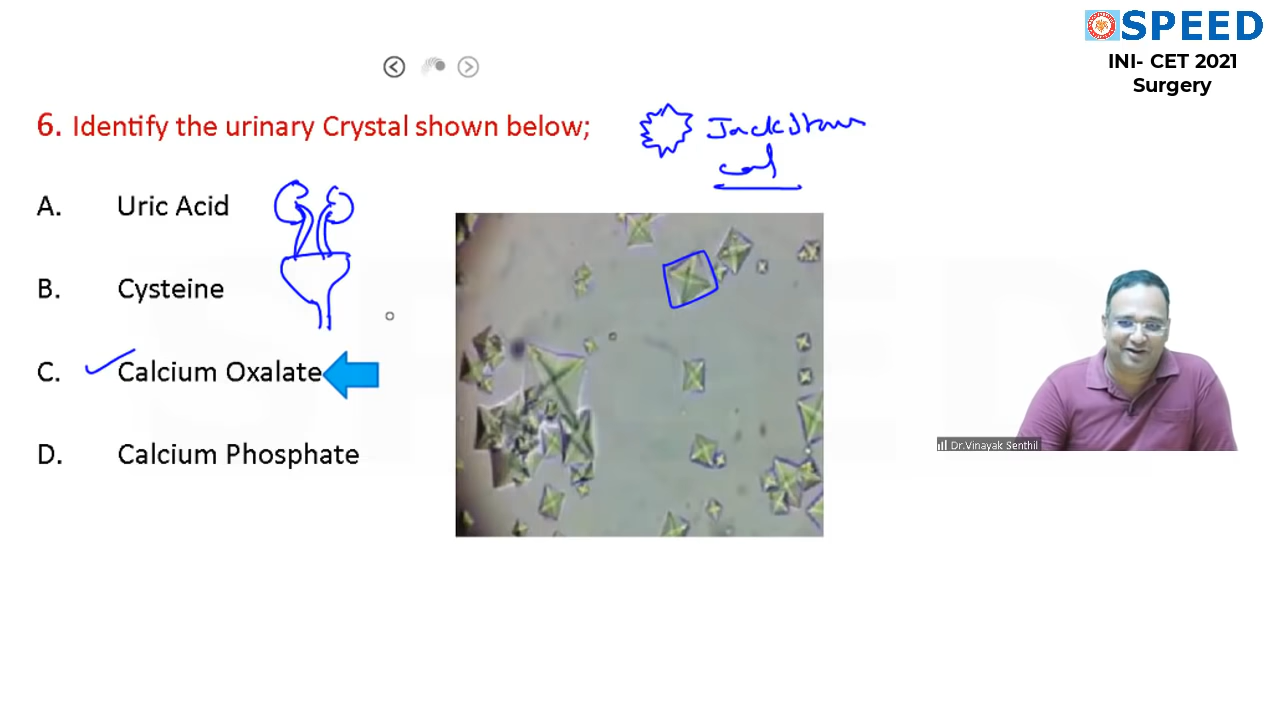 SPEED
INI- CET 2021
Surgery
6. Identify the urinary Crystal shown below;
A. Uric Acid
B. Cysteine
C. Calcium Oxalate
D. Calcium Phosphate
Dr.Vinayak Senthil